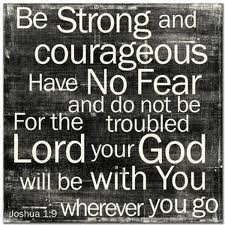 Be Strong and
courageous
Have No Fear
and do not be
For the troubled
Lord your God
will be with You
Joshua 1:9 wherever you go